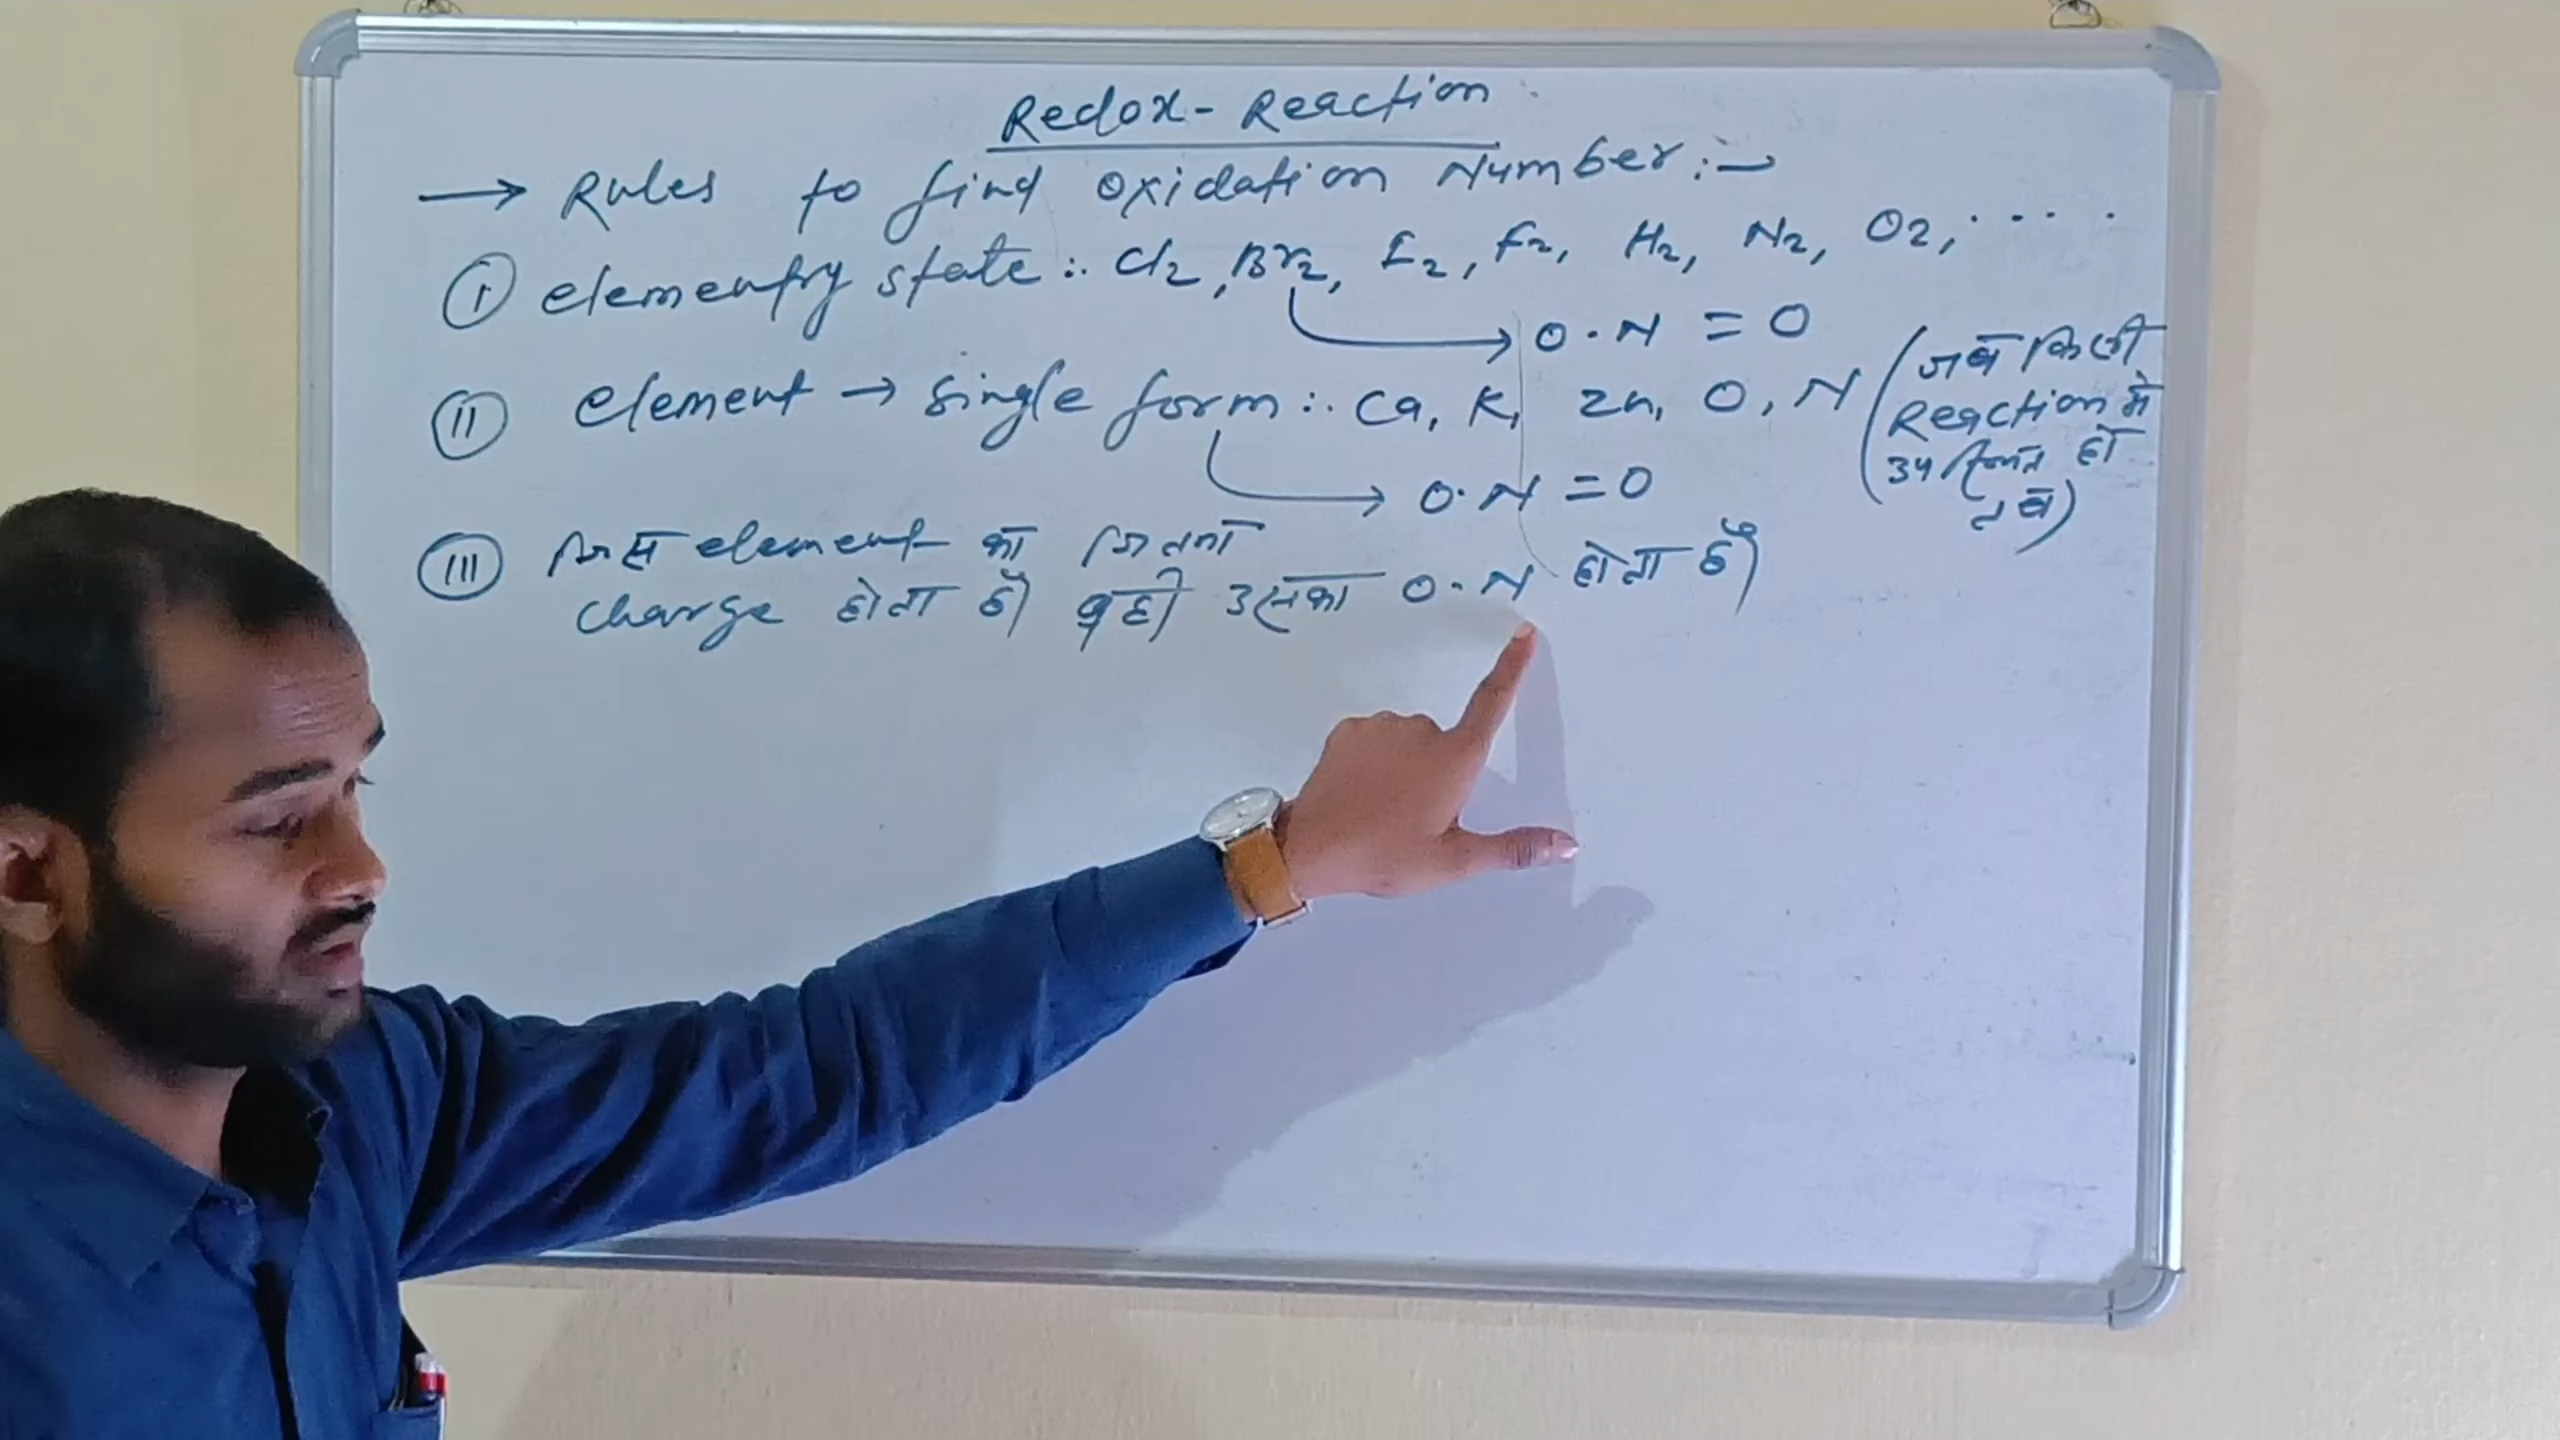 Redox - Reaction
→ Rules to find Oxidation Number :-
(I) elementry state :. Cl2, Br2, I2, F2, H2, N2, O2, ....
→ O.N = 0
(II) element → single form :. Ca, K, Zn, O, N (जब किसी
Reaction मे
उपस्थित हो
तब)
→ O.N = 0
(III) जिस element का जितना
charge होता है वही उसका O.N होता है